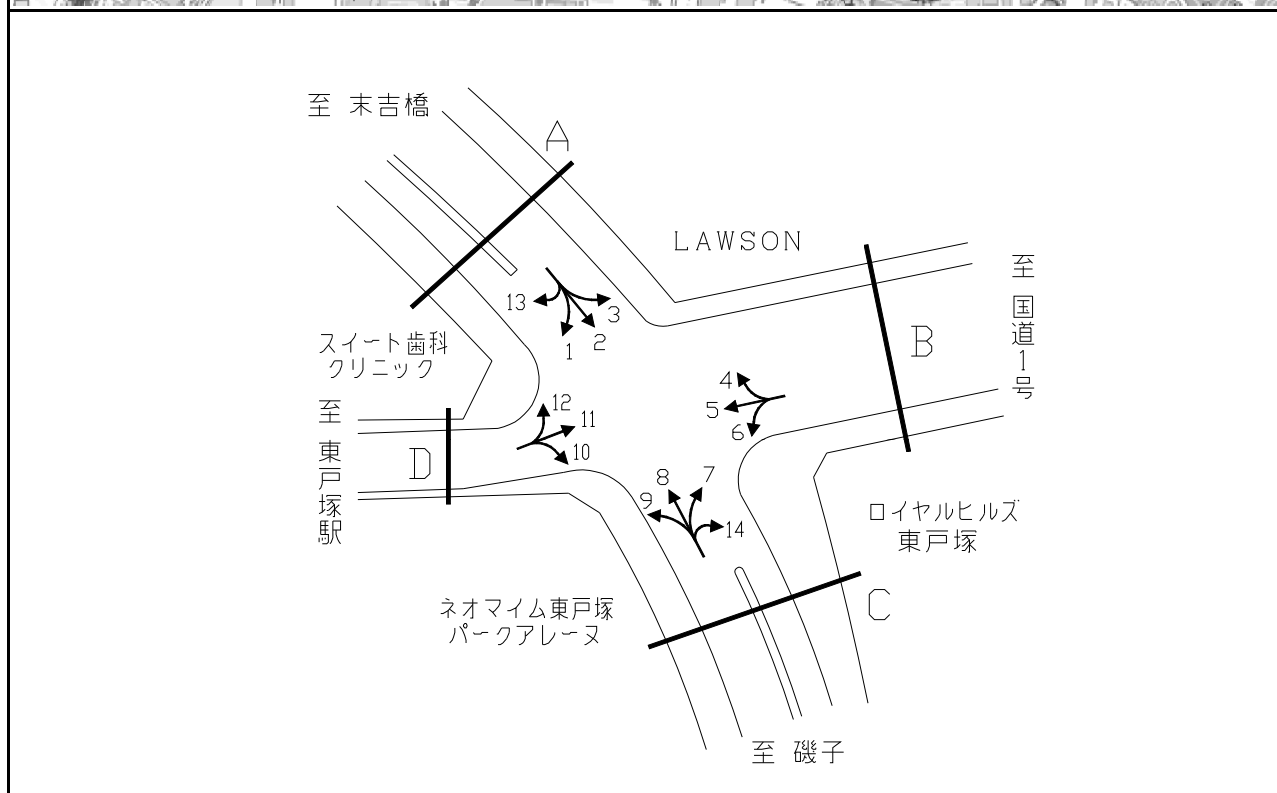 至 末吉橋
A
LAWSON
至 国道1号
B
13
3
2
1
スイート歯科
クリニック
4
5
6
12
11
10
至 東戸塚駅
D
8
7
9
14
ロイヤルヒルズ
東戸塚
C
ネオマイム東戸塚
パークアレーヌ
至 磯子